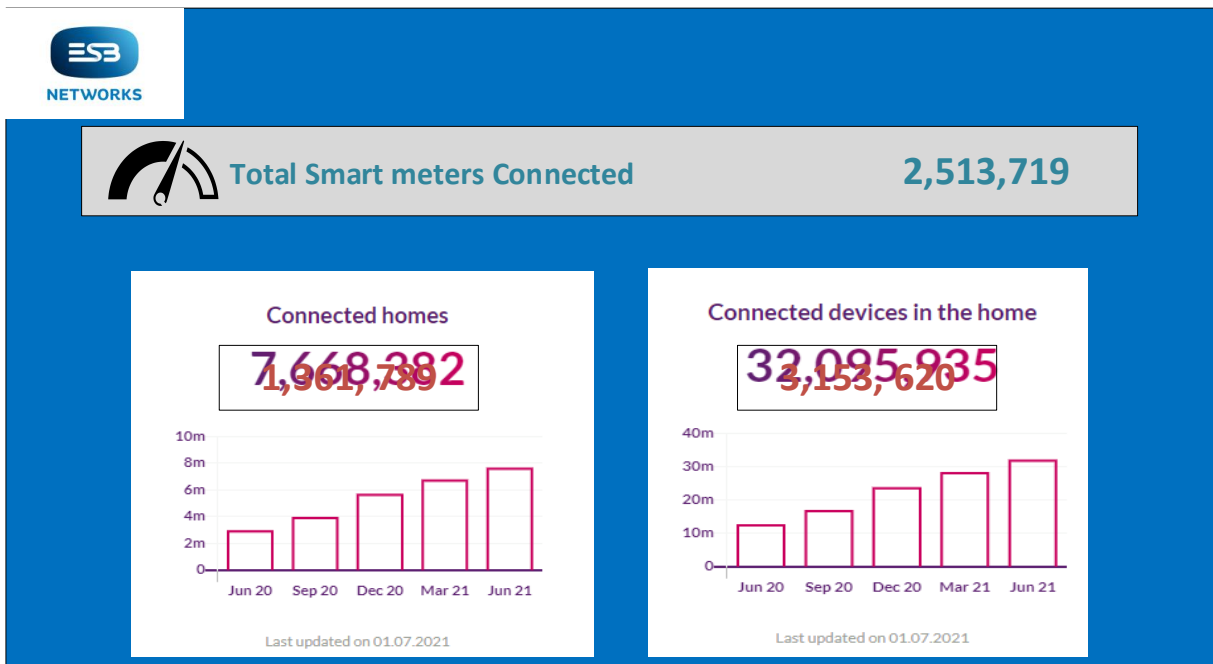 ESB
NETWORKS
Total Smart meters Connected 2,513,719
Connected homes
7,668,382
1,361, 789
10m
8m
6m
4m
2m
0
Jun 20 Sep 20 Dec 20 Mar 21 Jun 21
Last updated on 01.07.2021
Connected devices in the home
32,095,935
3,153, 620
40m
30m
20m
10m
0
Jun 20 Sep 20 Dec 20 Mar 21 Jun 21
Last updated on 01.07.2021